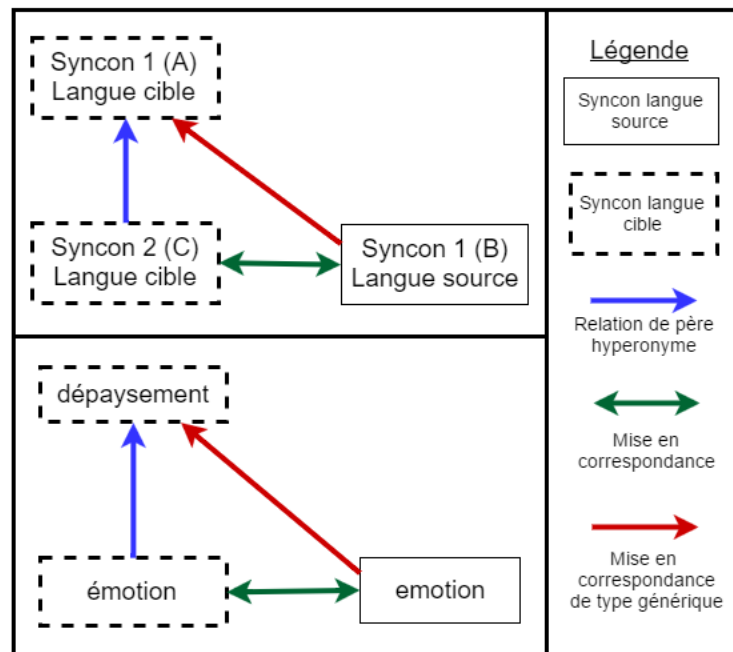 Syncon 1 (A)
Langue cible
Syncon 2 (C)
Langue cible
Syncon 1 (B)
Langue source
dépaysement
émotion
emotion
Légende
Syncon langue
source
Syncon langue
cible
Relation de père
hyperonyme
Mise en
correspondance
Mise en
correspondance
de type générique